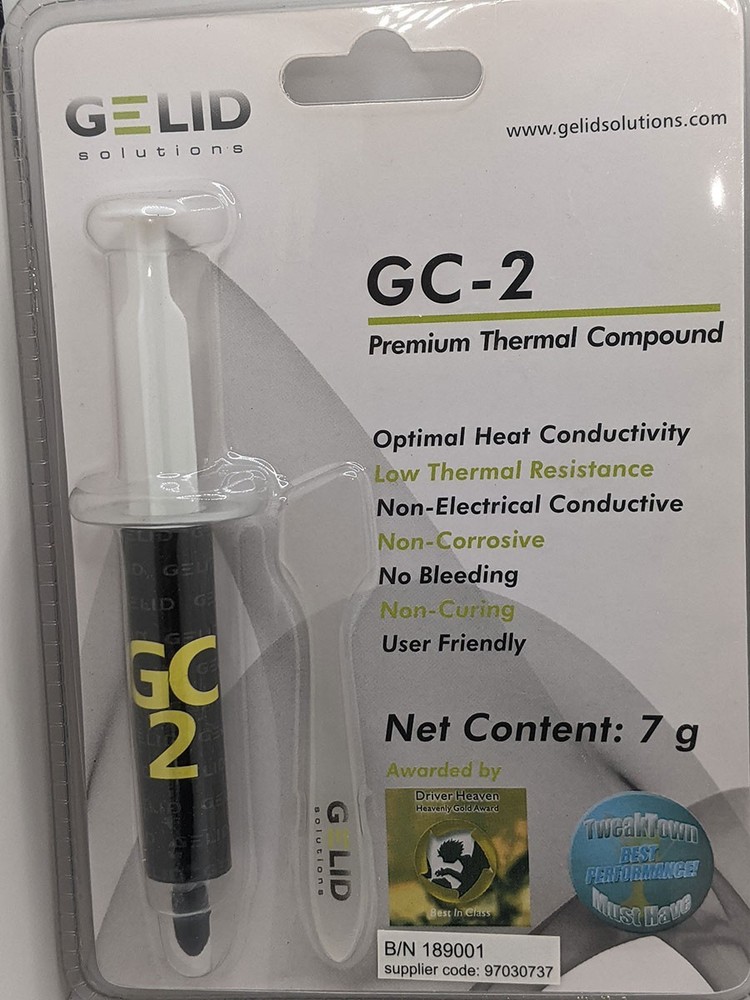 GELID
solutions
www.gelidsolutions.com
GC-2
Premium Thermal Compound
Optimal Heat Conductivity
Low Thermal Resistance
Non-Electrical Conductive
Non-Corrosive
No Bleeding
Non-Curing
User Friendly
GC
2
Net Content: 7 g
Awarded by
Driver Heaven
Heavenly Gold Award
Best In Class
TweakTown
BEST
PERFORMANCE!
Must Have
GELID
solutions
B/N 189001
supplier code: 97030737